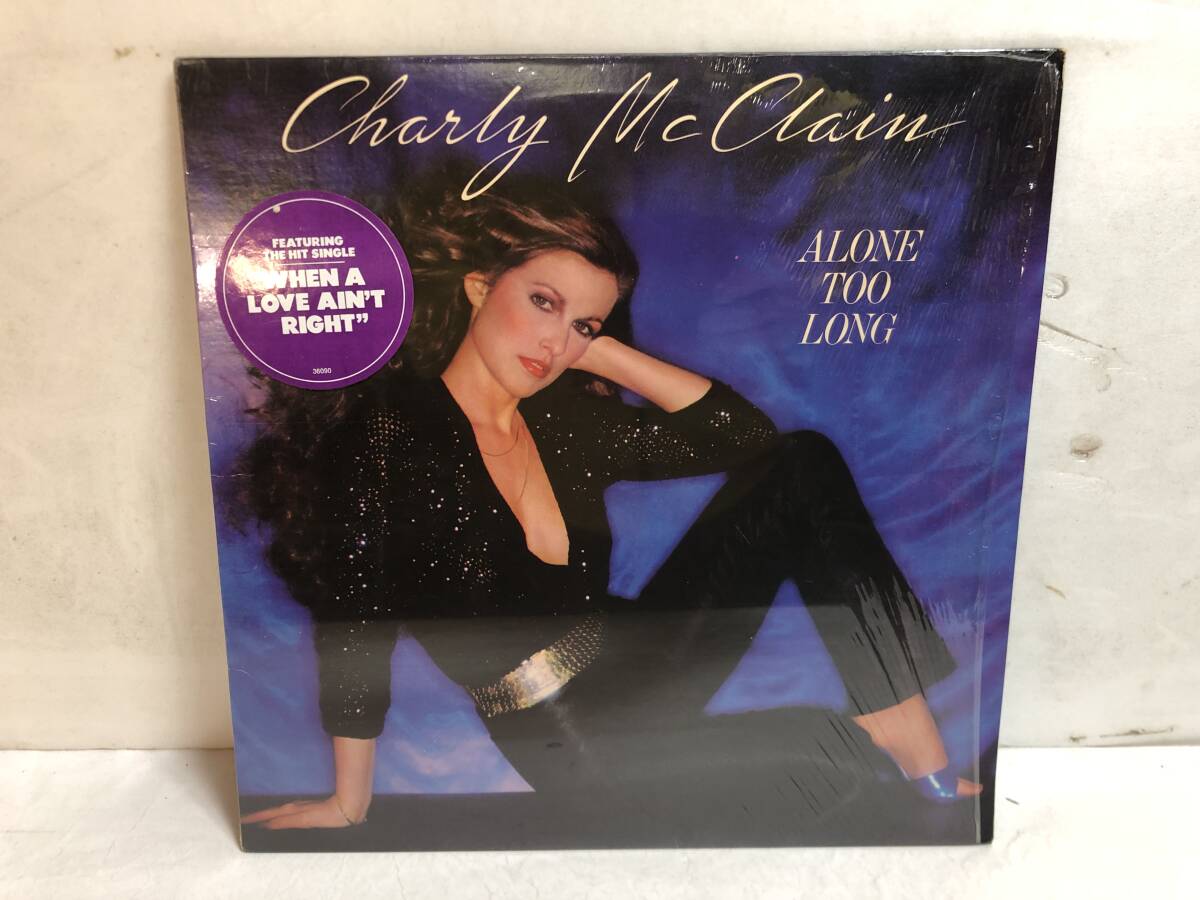 Charly McClain
FEATURING
THE HIT SINGLE
"WHEN A
LOVE AIN'T
RIGHT"
36090
ALONE
TOO
LONG